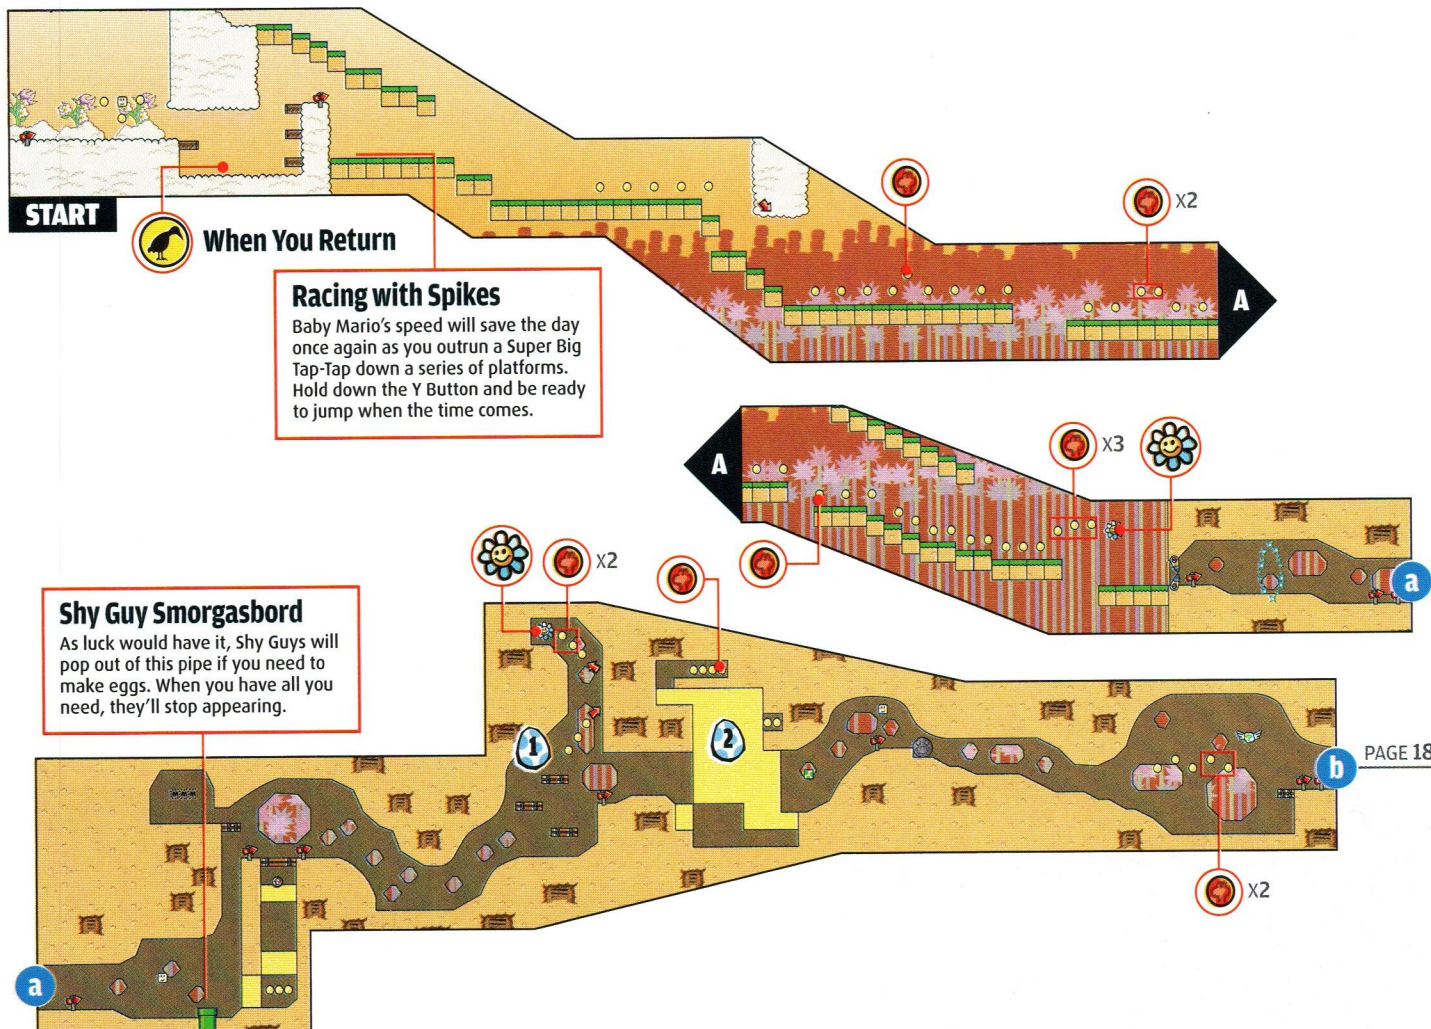 START
When You Return
Racing with Spikes
Baby Mario's speed will save the day
once again as you outrun a Super Big
Tap-Tap down a series of platforms.
Hold down the Y Button and be ready
to jump when the time comes.
X2
A
A
X3
a
X2
Shy Guy Smorgasbord
As luck would have it, Shy Guys will
pop out of this pipe if you need to
make eggs. When you have all you
need, they'll stop appearing.
1
2
b
PAGE 18
X2
a